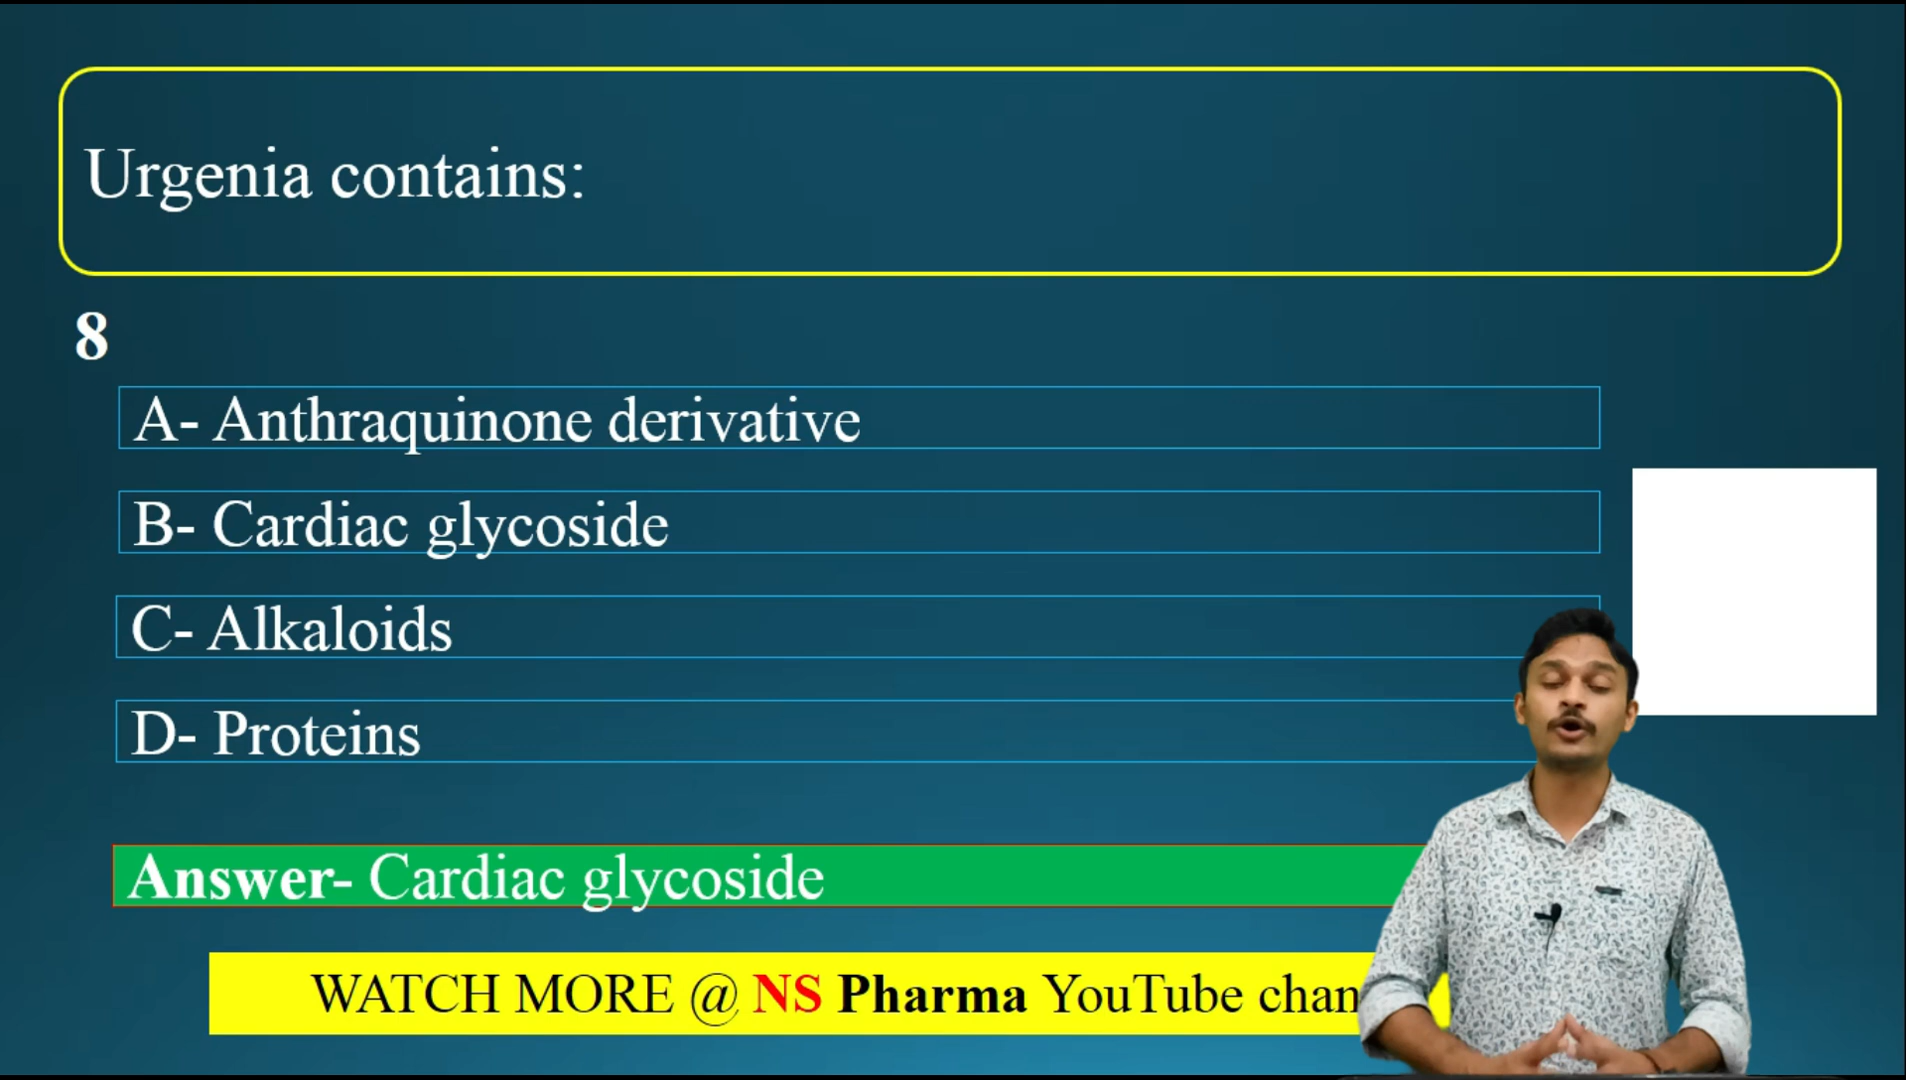 Urgenia contains:
8
A- Anthraquinone derivative
B- Cardiac glycoside
C- Alkaloids
D- Proteins
Answer- Cardiac glycoside
WATCH MORE @ NS Pharma YouTube chan